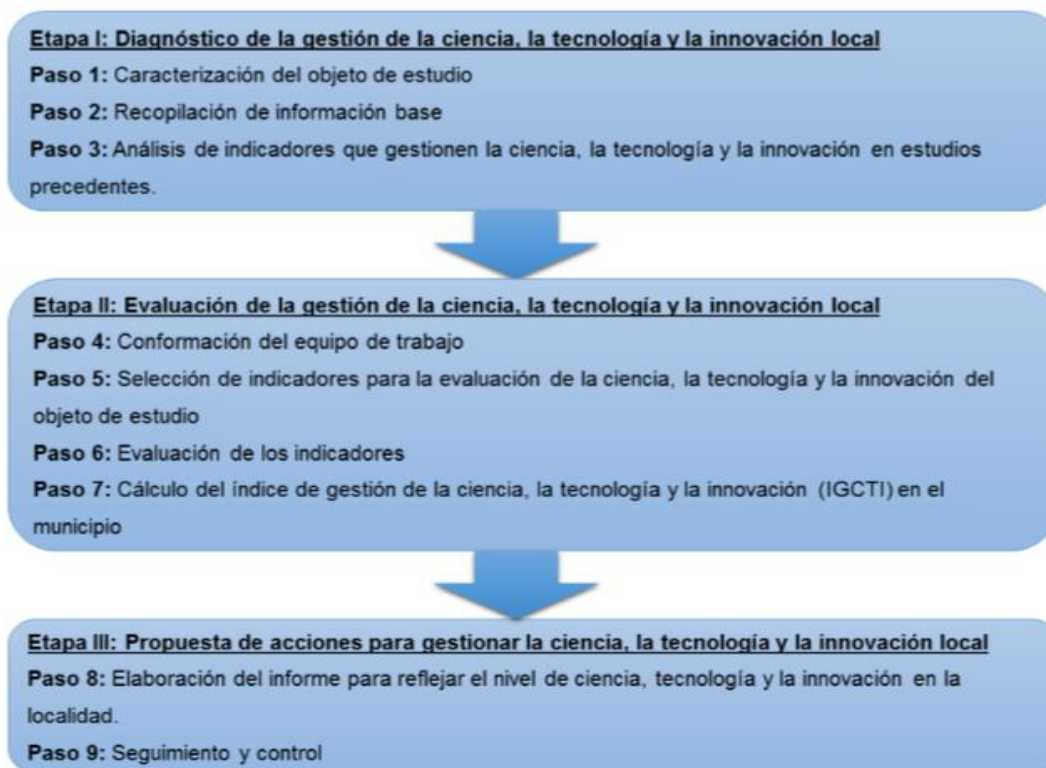 Etapa I: Diagnóstico de la gestión de la ciencia, la tecnología y la innovación local
Paso 1: Caracterización del objeto de estudio
Paso 2: Recopilación de información base
Paso 3: Análisis de indicadores que gestionen la ciencia, la tecnología y la innovación en estudios
precedentes.
Etapa II: Evaluación de la gestión de la ciencia, la tecnología y la innovación local
Paso 4: Conformación del equipo de trabajo
Paso 5: Selección de indicadores para la evaluación de la ciencia, la tecnología y la innovación del
objeto de estudio
Paso 6: Evaluación de los indicadores
Paso 7: Cálculo del índice de gestión de la ciencia, la tecnología y la innovación (IGCTI) en el
municipio
Etapa III: Propuesta de acciones para gestionar la ciencia, la tecnología y la innovación local
Paso 8: Elaboración del informe para reflejar el nivel de ciencia, tecnología y la innovación en la
localidad.
Paso 9: Seguimiento y control